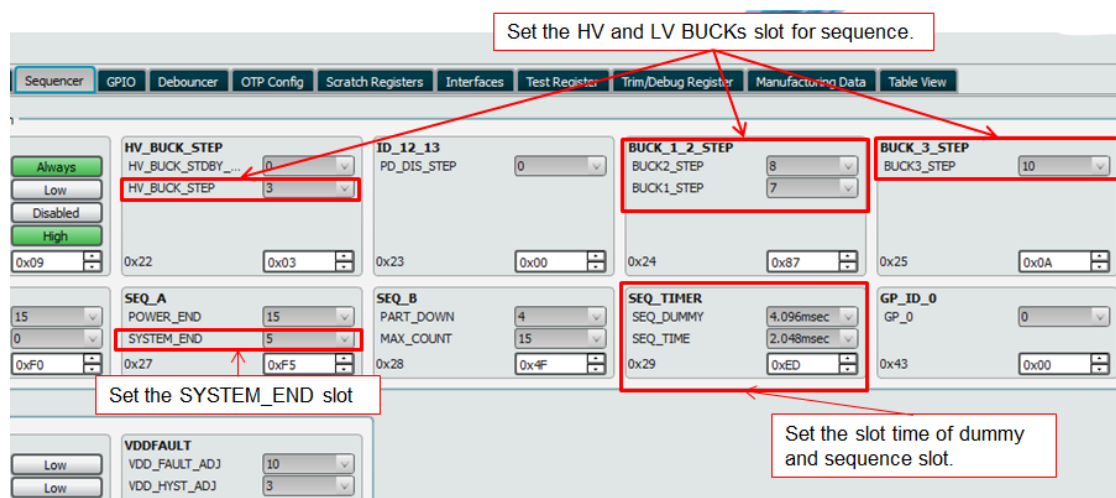 Set the HV and LV BUCKs slot for sequence.
Sequencer GPIO Debouncer OTP Config Scratch Registers Interfaces Test Register Trim/Debug Register Manufacturing Data Table View
HV_BUCK_STEP ID_12_13 BUCK_1_2_STEP BUCK_3_STEP
Always HV_BUCK_STDBY_... 0 PD_DIS_STEP 0 BUCK2_STEP 8 BUCK3_STEP 10
Low HV_BUCK_STEP 3 BUCK1_STEP 7
Disabled
High
0x09 0x22 0x03 0x23 0x00 0x24 0x87 0x25 0x0A
SEQ_A SEQ_B SEQ_TIMER GP_ID_0
15 POWER_END 15 PART_DOWN 4 SEQ_DUMMY 4.096msec GP_0 0
0 SYSTEM_END 5 MAX_COUNT 15 SEQ_TIME 2.048msec
0xF0 0x27 0xF5 0x28 0x4F 0x29 0xED 0x43 0x00
Set the SYSTEM_END slot
Set the slot time of dummy
and sequence slot.
VDDFAULT
Low VDD_FAULT_ADJ 10
Low VDD_HYST_ADJ 3